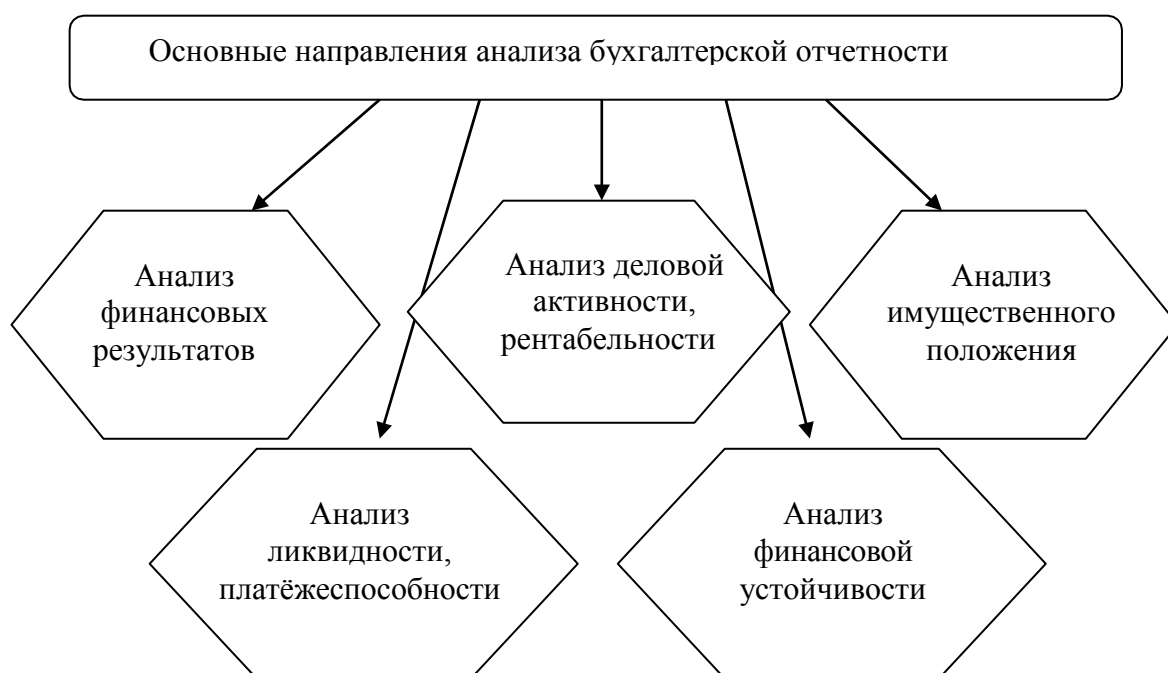 Основные направления анализа бухгалтерской отчетности
Анализ
финансовых
результатов
Анализ деловой
активности,
рентабельности
Анализ
имущественного
положения
Анализ
ликвидности,
платёжеспособности
Анализ
финансовой
устойчивости